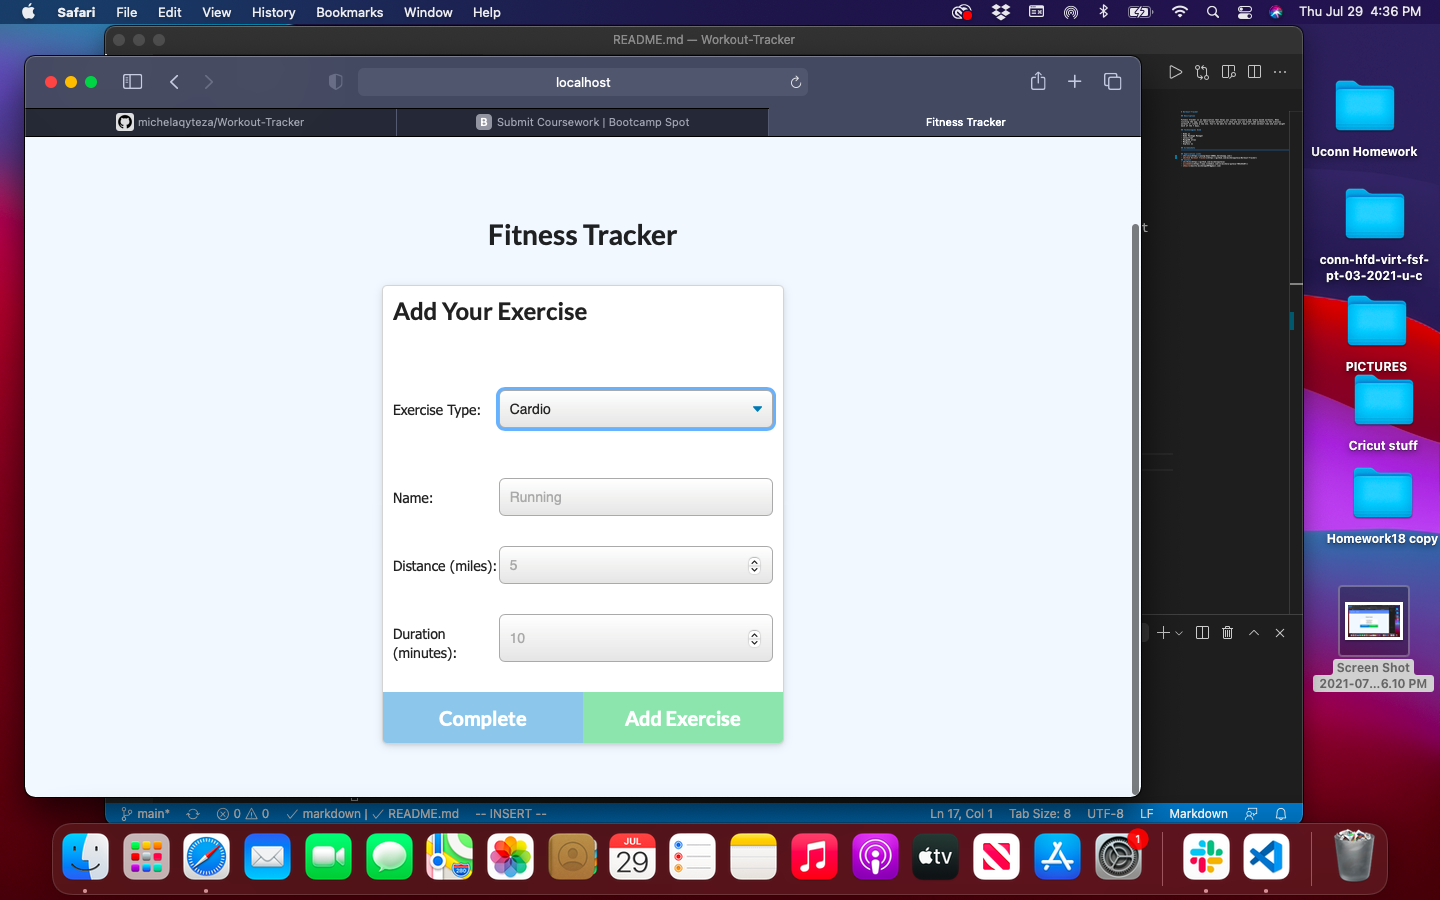 Safari File Edit View History Bookmarks Window Help
Thu Jul 29 4:36 PM
README.md — Workout-Tracker
localhost
michelaqyteza/Workout-Tracker
B Submit Coursework | Bootcamp Spot
Fitness Tracker
Fitness Tracker
Add Your Exercise
Exercise Type: Cardio
Name: Running
Distance (miles): 5
Duration
(minutes):
10
Complete Add Exercise
main* 0 0 markdown | README.md -- INSERT -- Ln 17, Col 1 Tab Size: 8 UTF-8 LF Markdown
Uconn Homework
conn-hfd-virt-fsf-
pt-03-2021-u-c
PICTURES
Cricut stuff
Homework18 copy
Screen Shot
2021-07...6.10 PM
JUL
29
280
tv
1